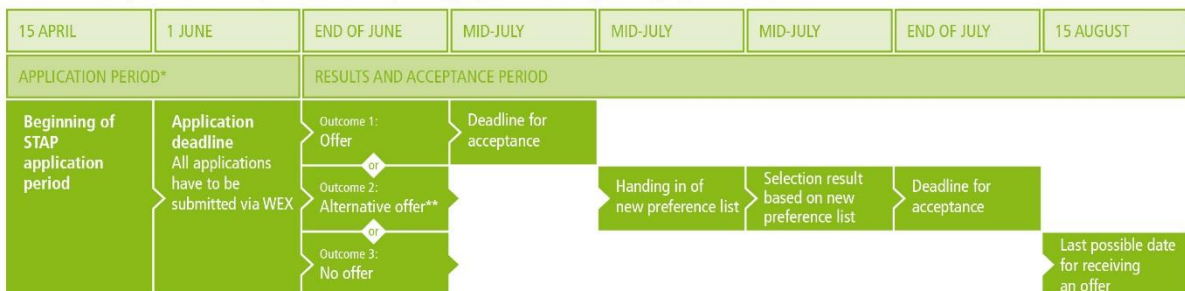 15 APRIL
1 JUNE
END OF JUNE
MID-JULY
MID-JULY
MID-JULY
END OF JULY
15 AUGUST
APPLICATION PERIOD*
RESULTS AND ACCEPTANCE PERIOD
Beginning of
STAP
application
period
Application
deadline
All applications
have to be
submitted via WEX
Outcome 1:
Offer
or
Outcome 2:
Alternative offer**
or
Outcome 3:
No offer
Deadline for
acceptance
Handing in of
new preference list
Selection result
based on new
preference list
Deadline for
acceptance
Last possible date
for receiving
an offer